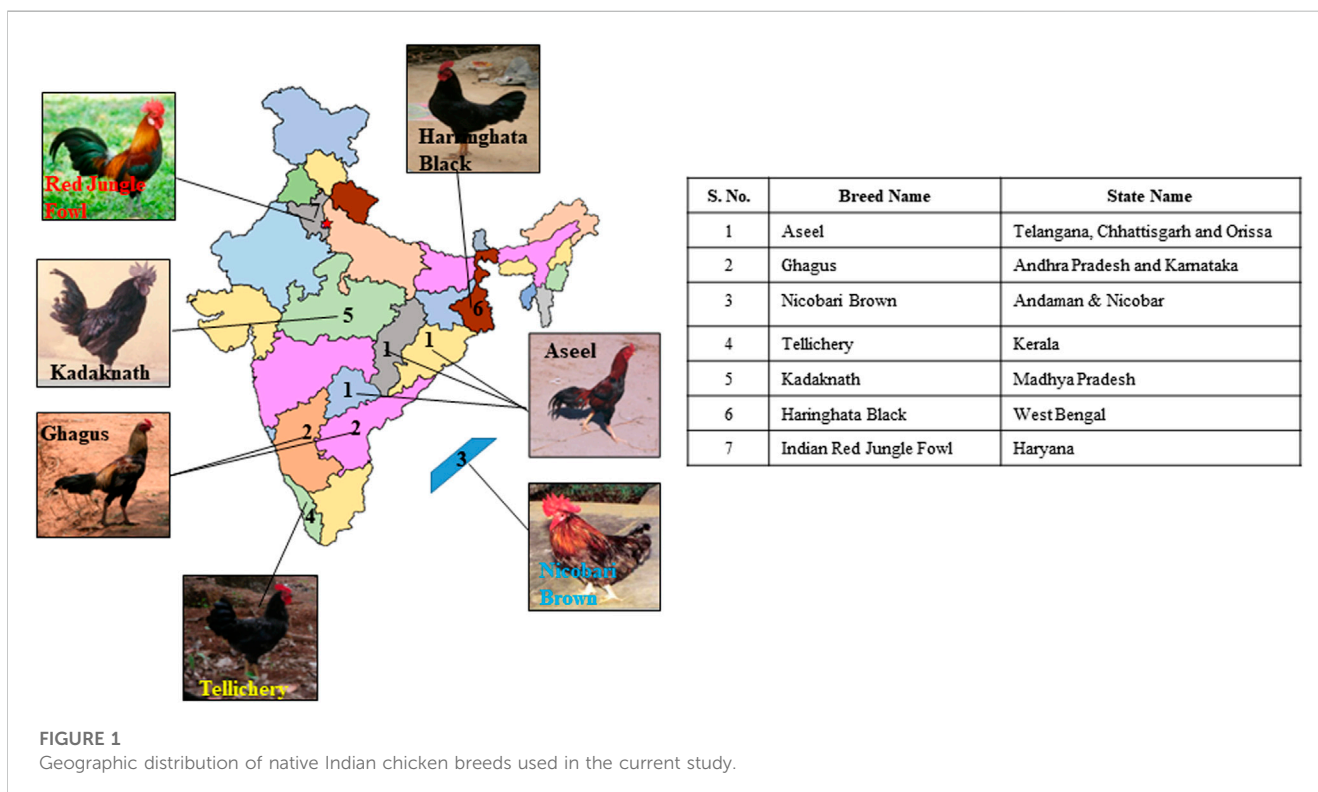 Haringhata
Black
Red Jungle
Fowl
7
Kadaknath
5
6
1
1
Aseel
1
Ghagus
2
2
3
4
Nicobari
Brown
Tellichery
S. No. Breed Name State Name
1 Aseel Telangana, Chhattisgarh and Orissa
2 Ghagus Andhra Pradesh and Karnataka
3 Nicobari Brown Andaman & Nicobar
4 Tellichery Kerala
5 Kadaknath Madhya Pradesh
6 Haringhata Black West Bengal
7 Indian Red Jungle Fowl Haryana
FIGURE 1
Geographic distribution of native Indian chicken breeds used in the current study.